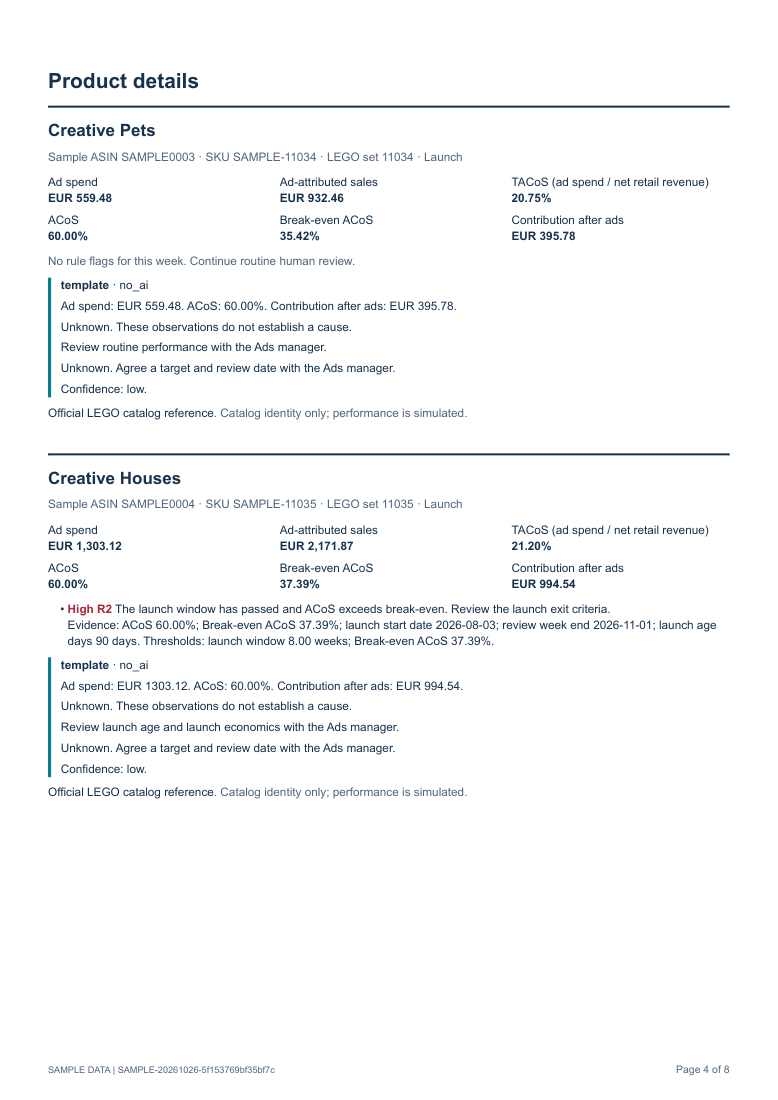 Product details
Creative Pets
Sample ASIN SAMPLE0003 · SKU SAMPLE-11034 · LEGO set 11034 · Launch
Ad spend Ad-attributed sales TACoS (ad spend / net retail revenue)
EUR 559.48 EUR 932.46 20.75%
ACoS Break-even ACoS Contribution after ads
60.00% 35.42% EUR 395.78
No rule flags for this week. Continue routine human review.
template · no_ai
Ad spend: EUR 559.48. ACoS: 60.00%. Contribution after ads: EUR 395.78.
Unknown. These observations do not establish a cause.
Review routine performance with the Ads manager.
Unknown. Agree a target and review date with the Ads manager.
Confidence: low.
Official LEGO catalog reference. Catalog identity only; performance is simulated.
Creative Houses
Sample ASIN SAMPLE0004 · SKU SAMPLE-11035 · LEGO set 11035 · Launch
Ad spend Ad-attributed sales TACoS (ad spend / net retail revenue)
EUR 1,303.12 EUR 2,171.87 21.20%
ACoS Break-even ACoS Contribution after ads
60.00% 37.39% EUR 994.54
• High R2 The launch window has passed and ACoS exceeds break-even. Review the launch exit criteria.
Evidence: ACoS 60.00%; Break-even ACoS 37.39%; launch start date 2026-08-03; review week end 2026-11-01; launch age
days 90 days. Thresholds: launch window 8.00 weeks; Break-even ACoS 37.39%.
template · no_ai
Ad spend: EUR 1303.12. ACoS: 60.00%. Contribution after ads: EUR 994.54.
Unknown. These observations do not establish a cause.
Review launch age and launch economics with the Ads manager.
Unknown. Agree a target and review date with the Ads manager.
Confidence: low.
Official LEGO catalog reference. Catalog identity only; performance is simulated.
SAMPLE DATA | SAMPLE-20261026-5f153769bf35bf7c Page 4 of 8